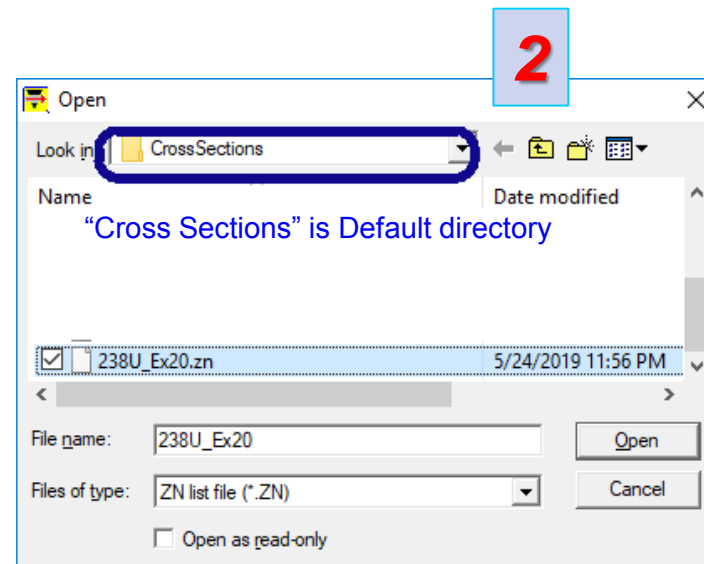 2
Open
Look in: CrossSections
Name Date modified
“Cross Sections” is Default directory
238U_Ex20.zn 5/24/2019 11:56 PM
File name: 238U_Ex20 Open
Files of type: ZN list file (*.ZN) Cancel
Open as read-only